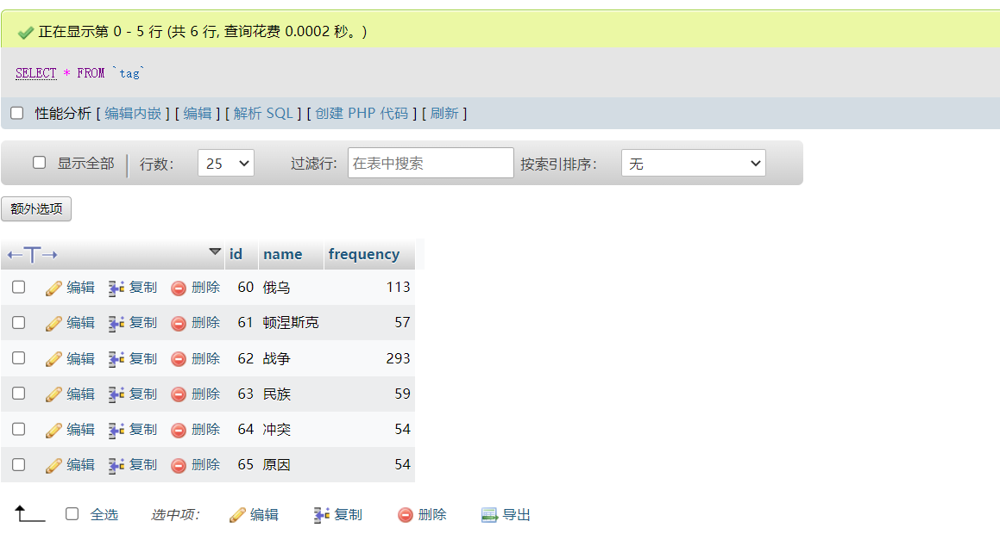 正在显示第 0 - 5 行 (共 6 行, 查询花费 0.0002 秒。)
SELECT * FROM `tag`
性能分析 [ 编辑内嵌 ] [ 编辑 ] [ 解析 SQL ] [ 创建 PHP 代码 ] [ 刷新 ]
显示全部 行数: 25 过滤行: 在表中搜索 按索引排序: 无
额外选项
id name frequency
编辑 复制 删除 60 俄乌 113
编辑 复制 删除 61 顿涅斯克 57
编辑 复制 删除 62 战争 293
编辑 复制 删除 63 民族 59
编辑 复制 删除 64 冲突 54
编辑 复制 删除 65 原因 54
全选 选中项: 编辑 复制 删除 导出